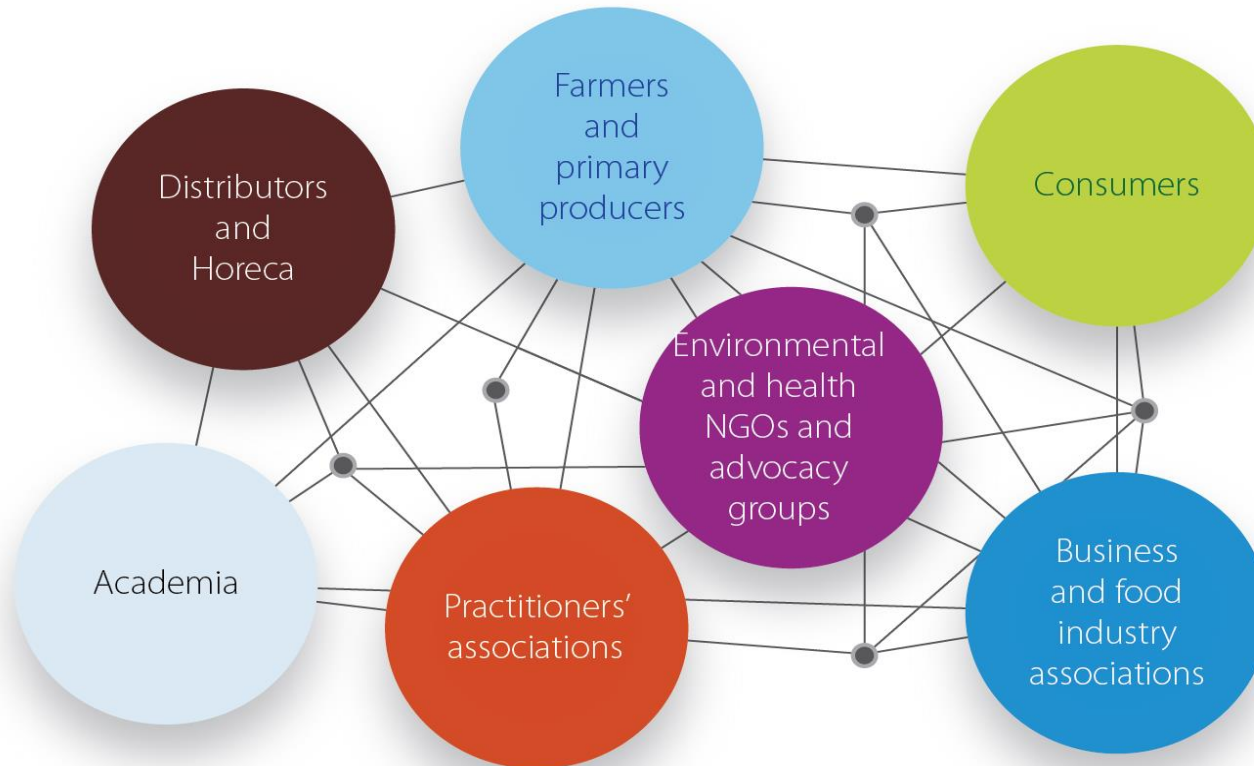 Farmers
and
primary
producers
Distributors
and
Horeca
Consumers
Environmental
and health
NGOs and
advocacy
groups
Academia
Practitioners’
associations
Business
and food
industry
associations